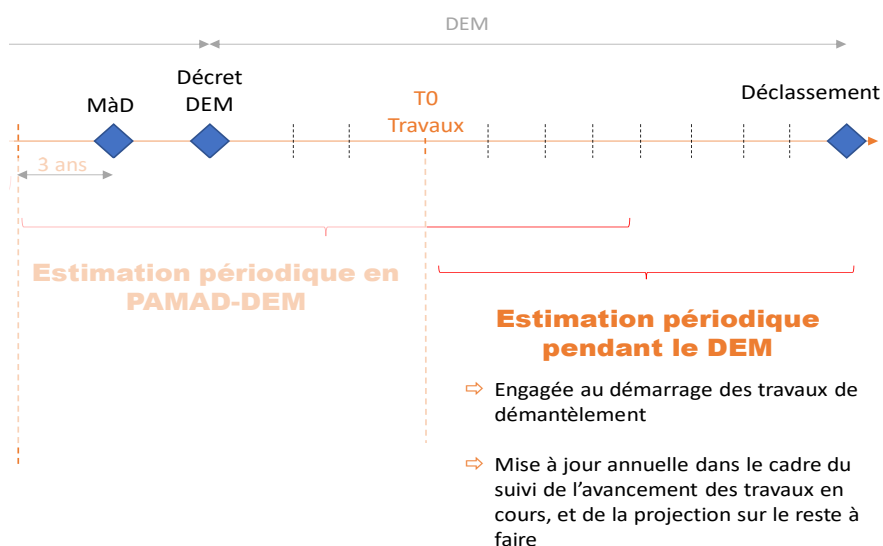 DEM
Décret
DEM
MàD
T0
Travaux
Déclassement
3 ans
Estimation périodique en
PAMAD-DEM
Estimation périodique
pendant le DEM
⇨ Engagée au démarrage des travaux de
démantèlement
⇨ Mise à jour annuelle dans le cadre du
suivi de l’avancement des travaux en
cours, et de la projection sur le reste à
faire